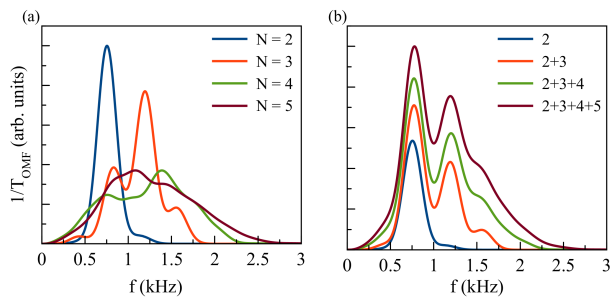 (a)
1/T_OMF (arb. units)
N = 2
N = 3
N = 4
N = 5
0 0.5 1 1.5 2 2.5 3
f (kHz)
(b)
2
2+3
2+3+4
2+3+4+5
0 0.5 1 1.5 2 2.5 3
f (kHz)